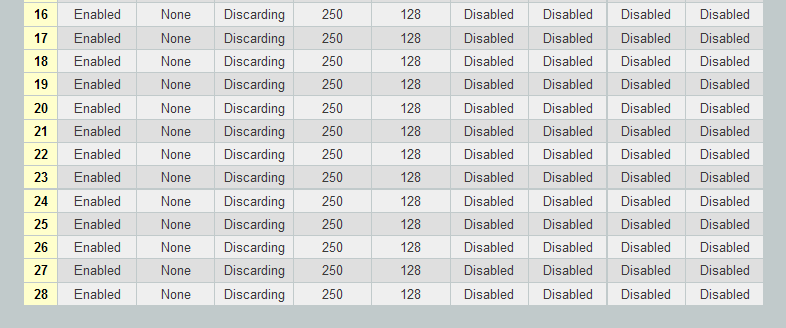 16 Enabled None Discarding 250 128 Disabled Disabled Disabled Disabled
17 Enabled None Discarding 250 128 Disabled Disabled Disabled Disabled
18 Enabled None Discarding 250 128 Disabled Disabled Disabled Disabled
19 Enabled None Discarding 250 128 Disabled Disabled Disabled Disabled
20 Enabled None Discarding 250 128 Disabled Disabled Disabled Disabled
21 Enabled None Discarding 250 128 Disabled Disabled Disabled Disabled
22 Enabled None Discarding 250 128 Disabled Disabled Disabled Disabled
23 Enabled None Discarding 250 128 Disabled Disabled Disabled Disabled
24 Enabled None Discarding 250 128 Disabled Disabled Disabled Disabled
25 Enabled None Discarding 250 128 Disabled Disabled Disabled Disabled
26 Enabled None Discarding 250 128 Disabled Disabled Disabled Disabled
27 Enabled None Discarding 250 128 Disabled Disabled Disabled Disabled
28 Enabled None Discarding 250 128 Disabled Disabled Disabled Disabled